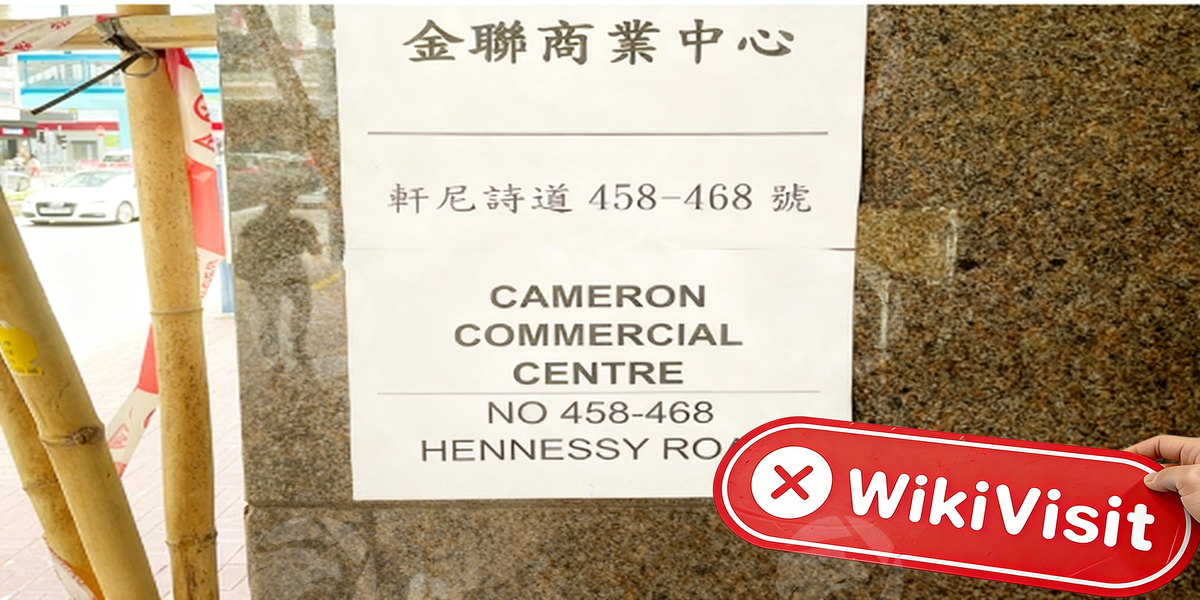 金聯商業中心
軒尼詩道 458-468 號
CAMERON
COMMERCIAL
CENTRE
NO 458-468
HENNESSY ROA
WikiVisit